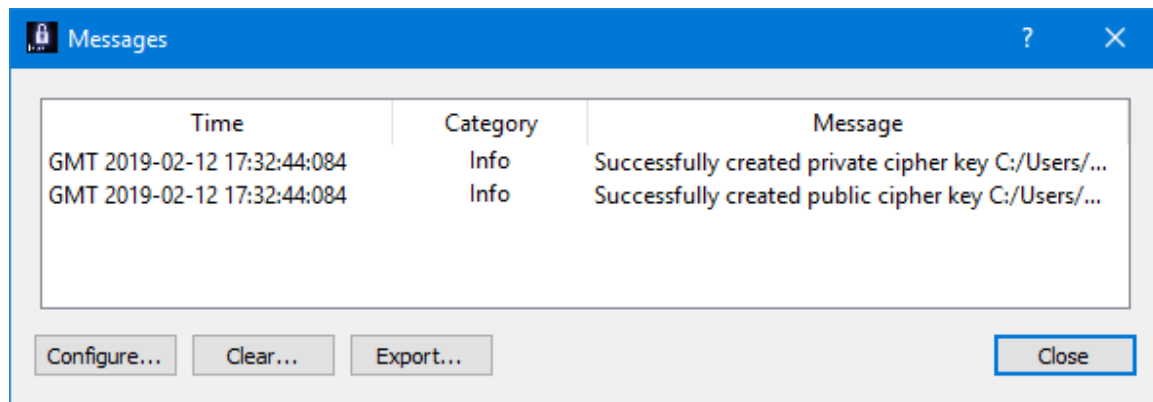 Messages
?
Time Category Message
GMT 2019-02-12 17:32:44:084 Info Successfully created private cipher key C:/Users/...
GMT 2019-02-12 17:32:44:084 Info Successfully created public cipher key C:/Users/...
Configure... Clear... Export... Close